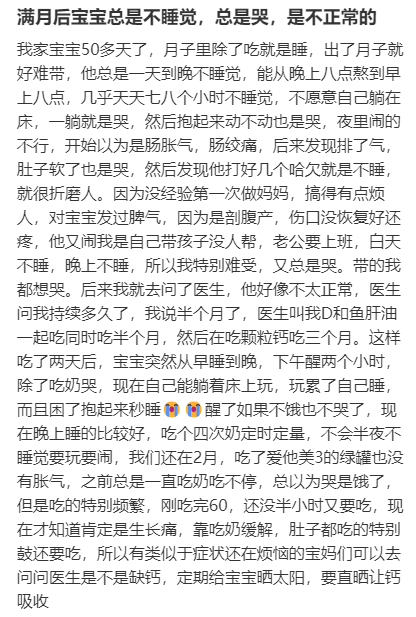 满月后宝宝总是不睡觉，总是哭，是不正常的
我家宝宝50多天了，月子里除了吃就是睡，出了月子就
好难带，他总是一天到晚不睡觉，能从晚上八点熬到早
上八点，几乎天天七八个小时不睡觉，不愿意自己躺在
床，一躺就是哭，然后抱起来动不动也是哭，夜里闹的
不行，开始以为是肠胀气，肠绞痛，后来发现排了气，
肚子软了也是哭，然后发现他打好几个哈欠就是不睡，
就很折磨人。因为没经验第一次做妈妈，搞得有点烦
人，对宝宝发过脾气，因为是剖腹产，伤口没恢复好还
疼，他又闹我是自己带孩子没人帮，老公要上班，白天
不睡，晚上不睡，所以我特别难受，又总是哭。带的我
都想哭。后来我就去问了医生，他好像不太正常，医生
问我持续多久了，我说半个月了，医生叫我D和鱼肝油
一起吃同时吃半个月，然后在吃颗粒钙吃三个月。这样
吃了两天后，宝宝突然从早睡到晚，下午醒两个小时，
除了吃奶哭，现在自己能躺着床上玩，玩累了自己睡，
而且困了抱起来秒睡😭😭醒了如果不饿也不哭了，现
在晚上睡的比较好，吃个四次奶定时定量，不会半夜不
睡觉要玩要闹，我们还在2月，吃了爱他美3的绿罐也没
有胀气，之前总是一直吃奶吃不停，总以为哭是饿了，
但是吃的特别频繁，刚吃完60，还没半小时又要吃，现
在才知道肯定是生长痛，靠吃奶缓解，肚子都吃的特别
鼓还要吃，所以有类似于症状还在烦恼的宝妈们可以去
问问医生是不是缺钙，定期给宝宝晒太阳，要直晒让钙
吸收